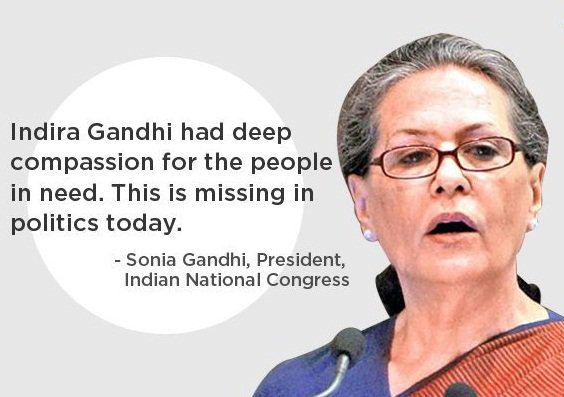 Indira Gandhi had deep
compassion for the people
in need. This is missing in
politics today.
- Sonia Gandhi, President,
Indian National Congress